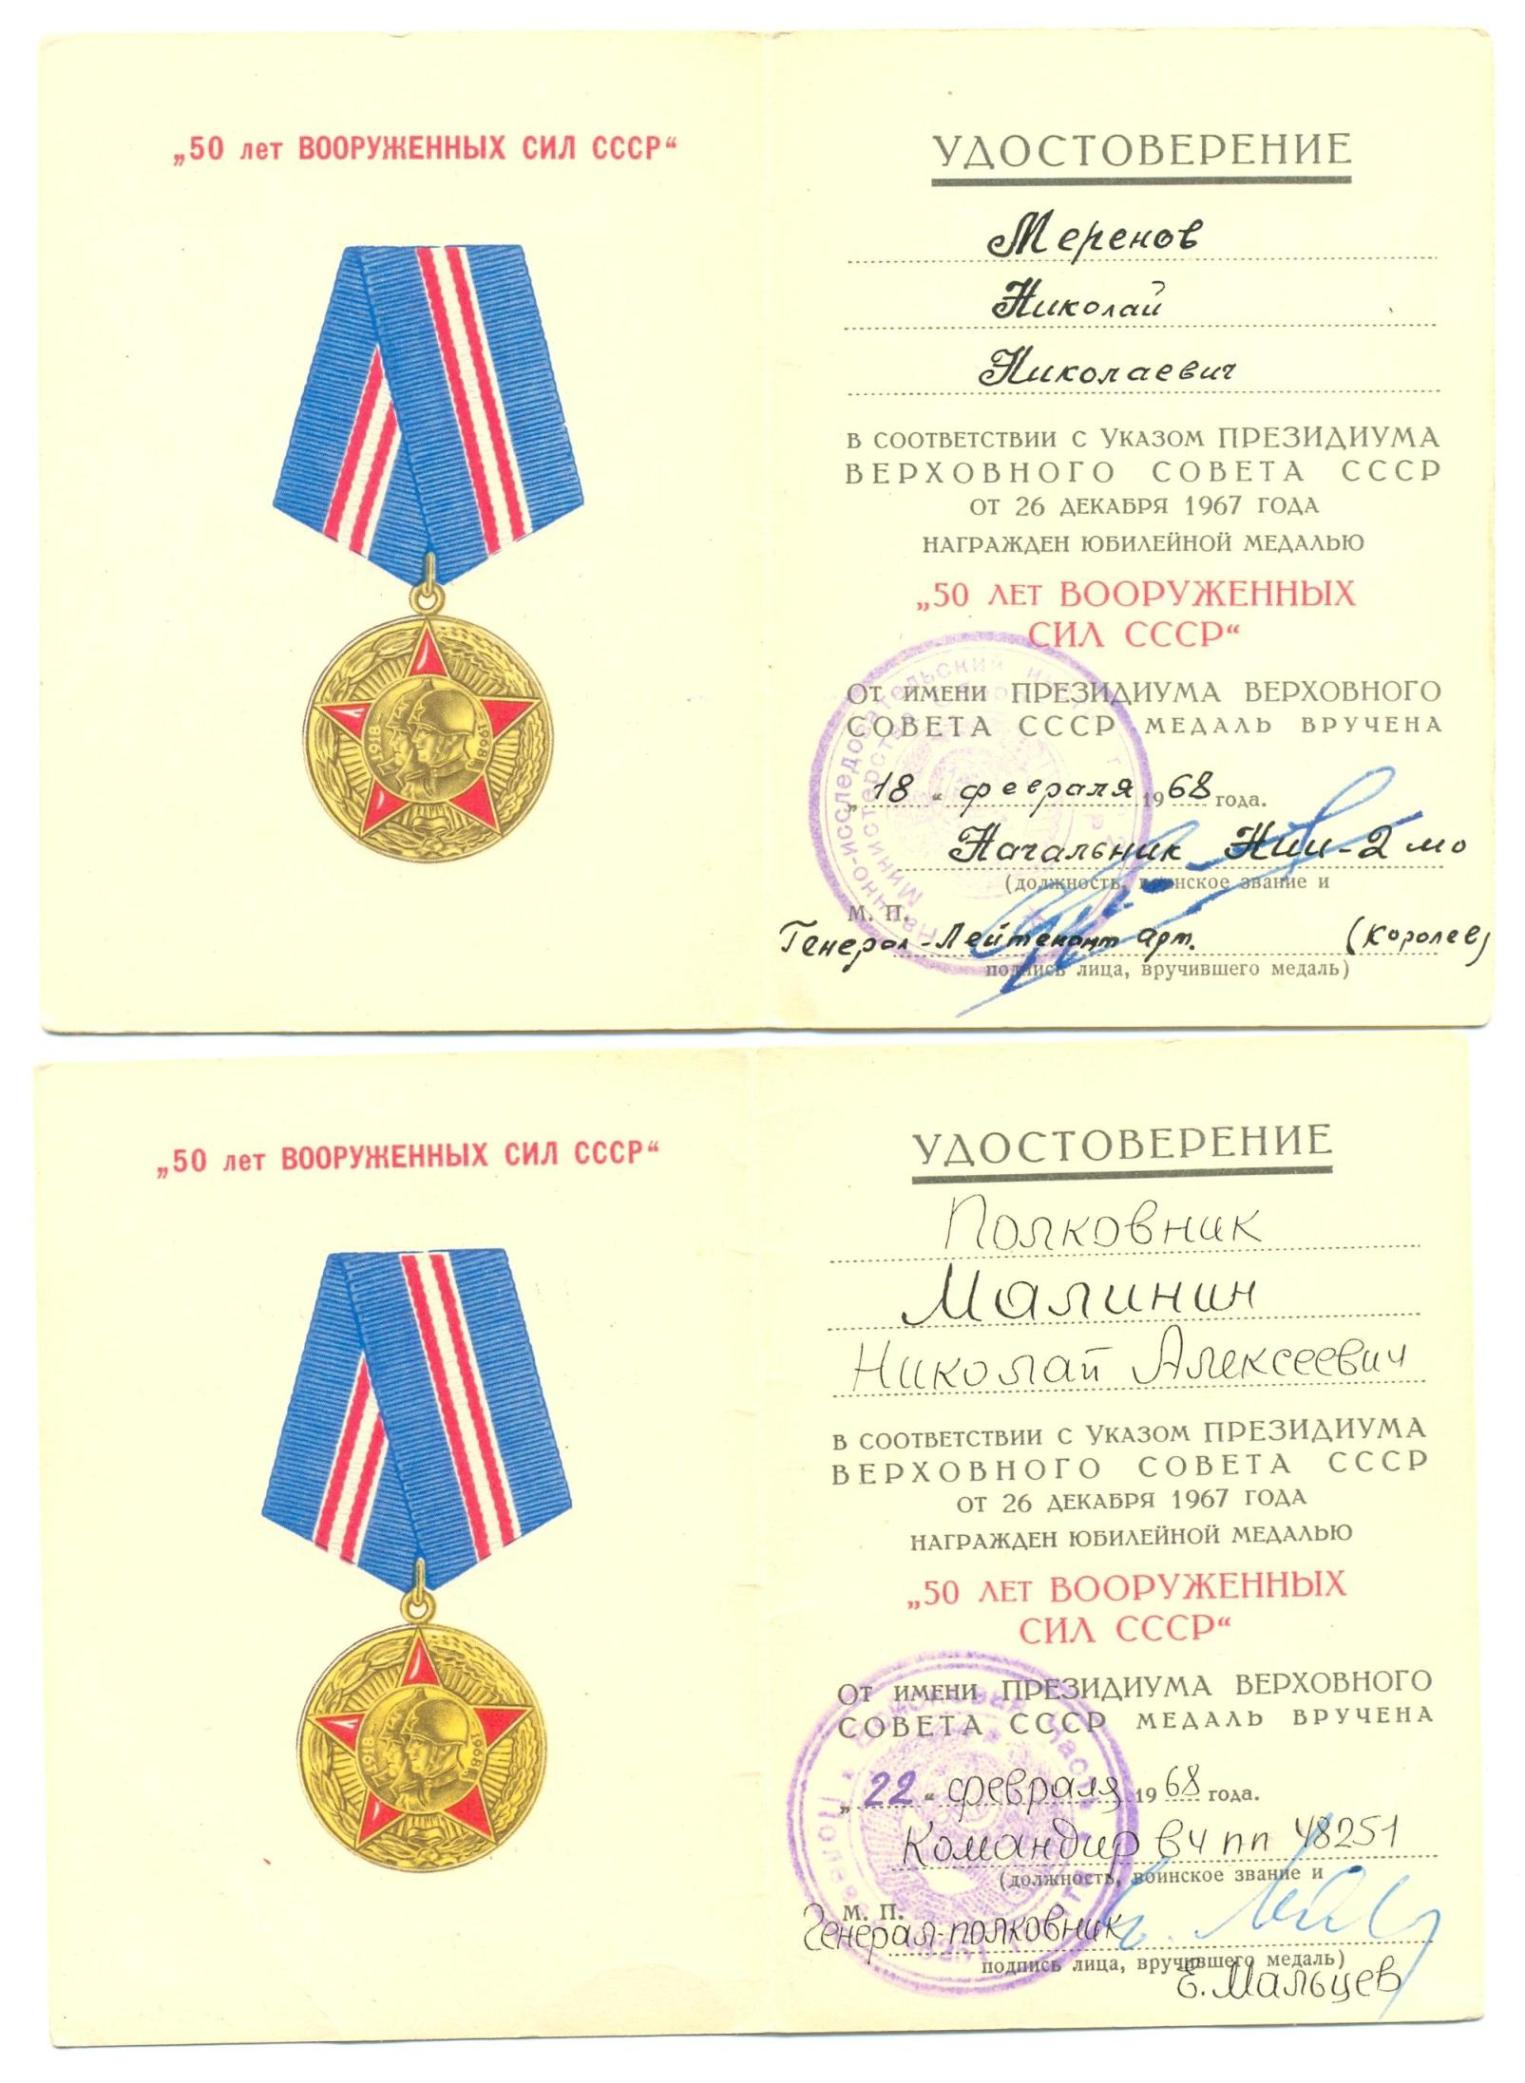 „50 лет ВООРУЖЕННЫХ СИЛ СССР“
1918
1968
УДОСТОВЕРЕНИЕ
Меренов
Николай
Николаевич
В СООТВЕТСТВИИ С УКАЗОМ ПРЕЗИДИУМА
ВЕРХОВНОГО СОВЕТА СССР
ОТ 26 ДЕКАБРЯ 1967 ГОДА
НАГРАЖДЕН ЮБИЛЕЙНОЙ МЕДАЛЬЮ
„50 ЛЕТ ВООРУЖЕННЫХ
СИЛ СССР“
ОТ ИМЕНИ ПРЕЗИДИУМА ВЕРХОВНОГО
СОВЕТА СССР МЕДАЛЬ ВРУЧЕНА
„18“ февраля 1968 года.
Начальник НИИ-2 МО
(должность, воинское звание и
М. П.
Генерал-Лейтенант арт. (Королев)
подпись лица, вручившего медаль)
Научно-исследовательский
Министерство
„50 лет ВООРУЖЕННЫХ СИЛ СССР“
1918
1968
УДОСТОВЕРЕНИЕ
Полковник
Малинин
Николай Алексеевич
В СООТВЕТСТВИИ С УКАЗОМ ПРЕЗИДИУМА
ВЕРХОВНОГО СОВЕТА СССР
ОТ 26 ДЕКАБРЯ 1967 ГОДА
НАГРАЖДЕН ЮБИЛЕЙНОЙ МЕДАЛЬЮ
„50 ЛЕТ ВООРУЖЕННЫХ
СИЛ СССР“
ОТ ИМЕНИ ПРЕЗИДИУМА ВЕРХОВНОГО
СОВЕТА СССР МЕДАЛЬ ВРУЧЕНА
„22“ февраля 1968 года.
Командир вч пп 48251
(должность, воинское звание и
М. П.
Генерал-полковник
подпись лица, вручившего медаль)
Е. Мальцев